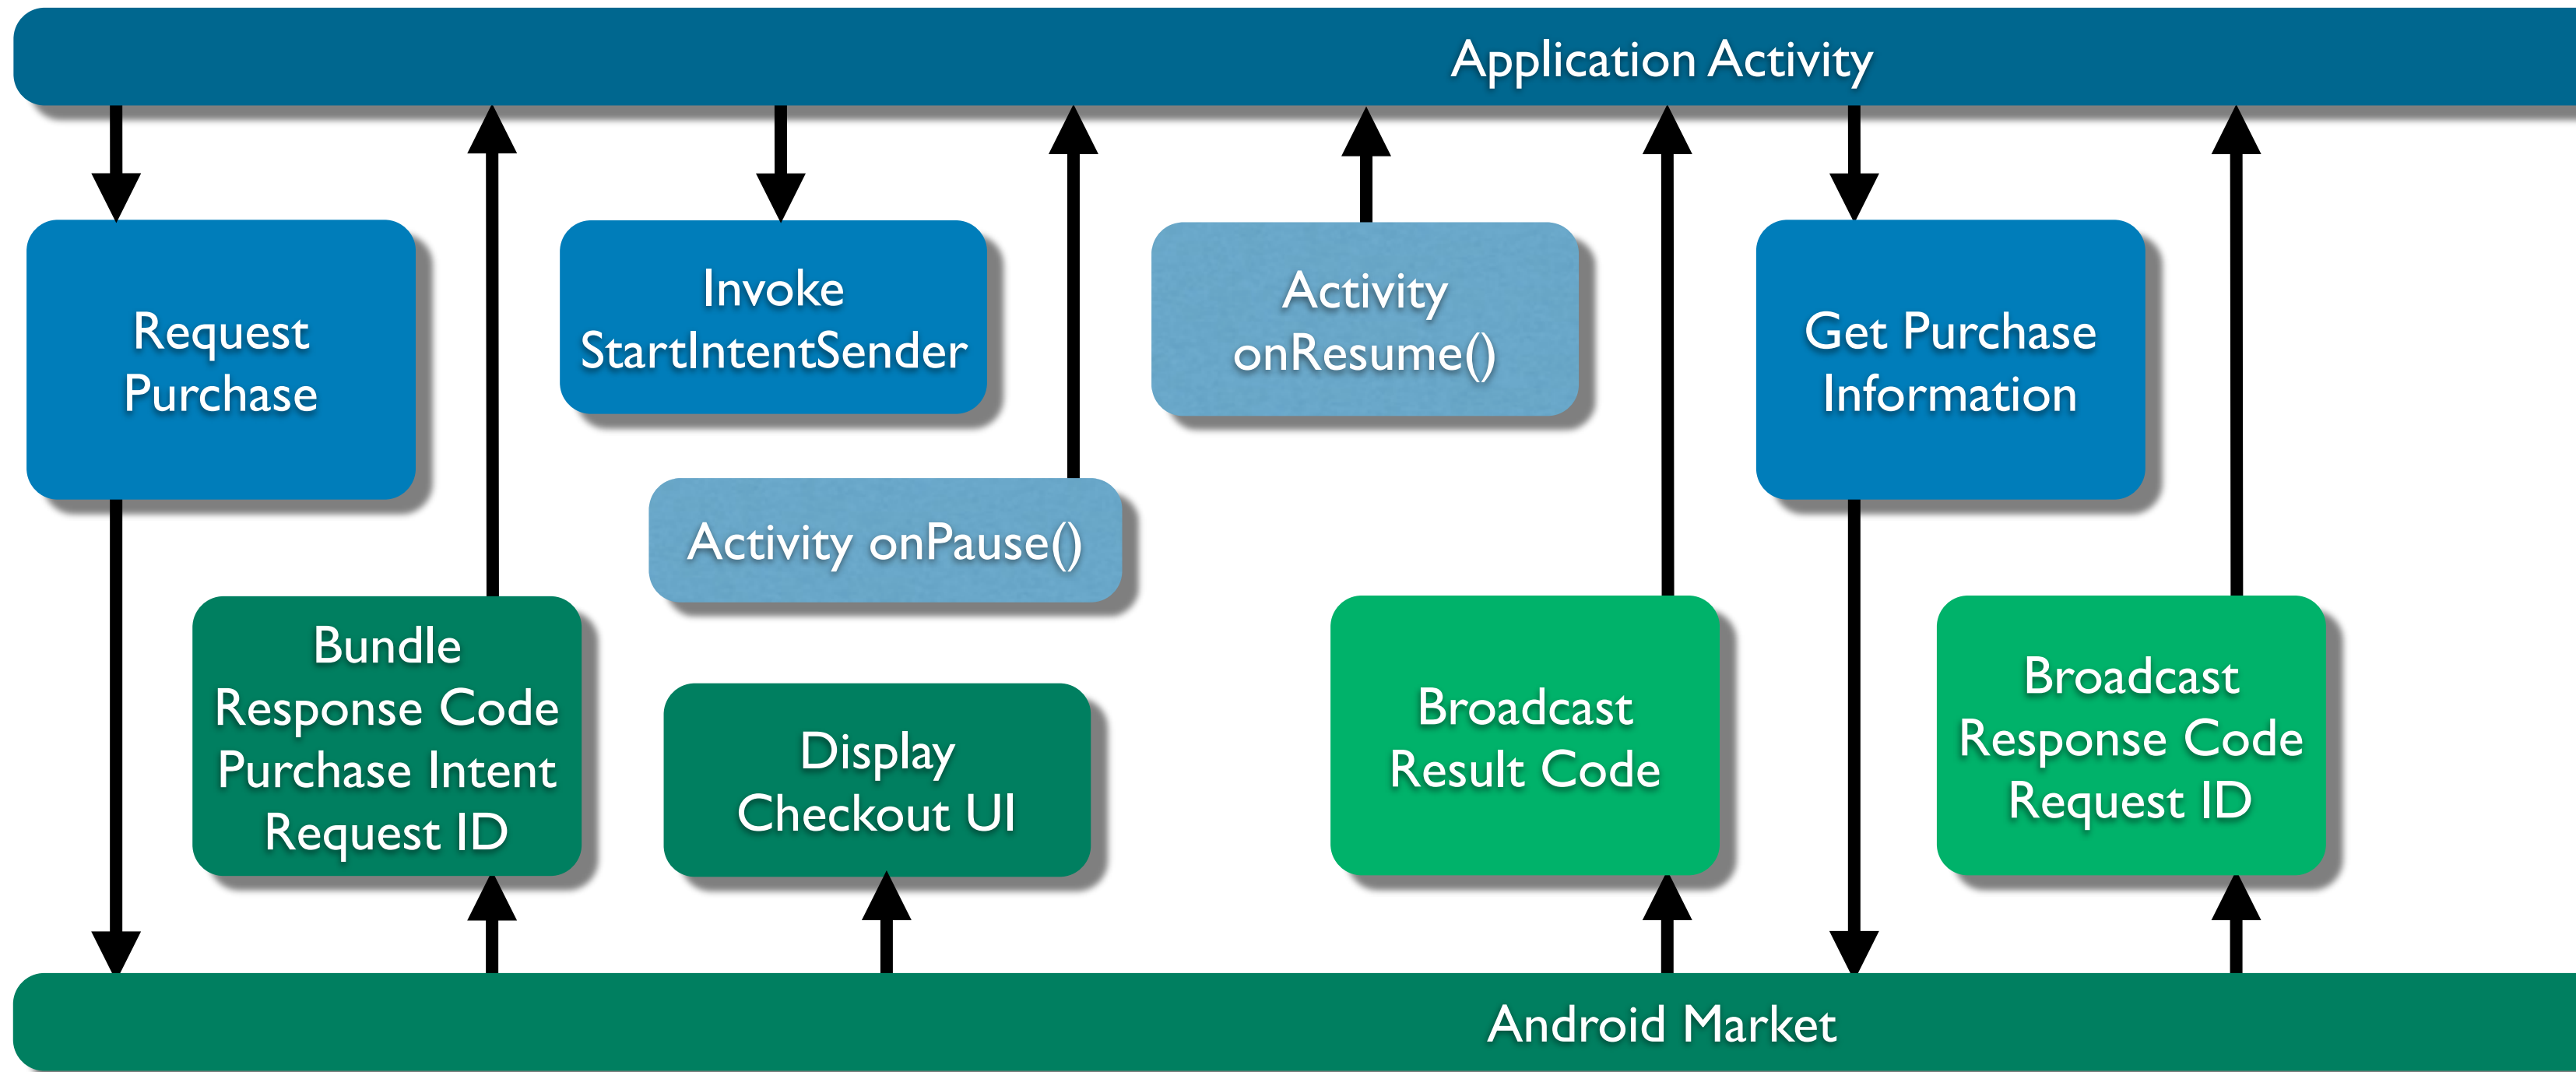 Application Activity
Request
Purchase
Invoke
StartIntentSender
Activity
onResume()
Get Purchase
Information
Activity onPause()
Bundle
Response Code
Purchase Intent
Request ID
Display
Checkout UI
Broadcast
Result Code
Broadcast
Response Code
Request ID
Android Market